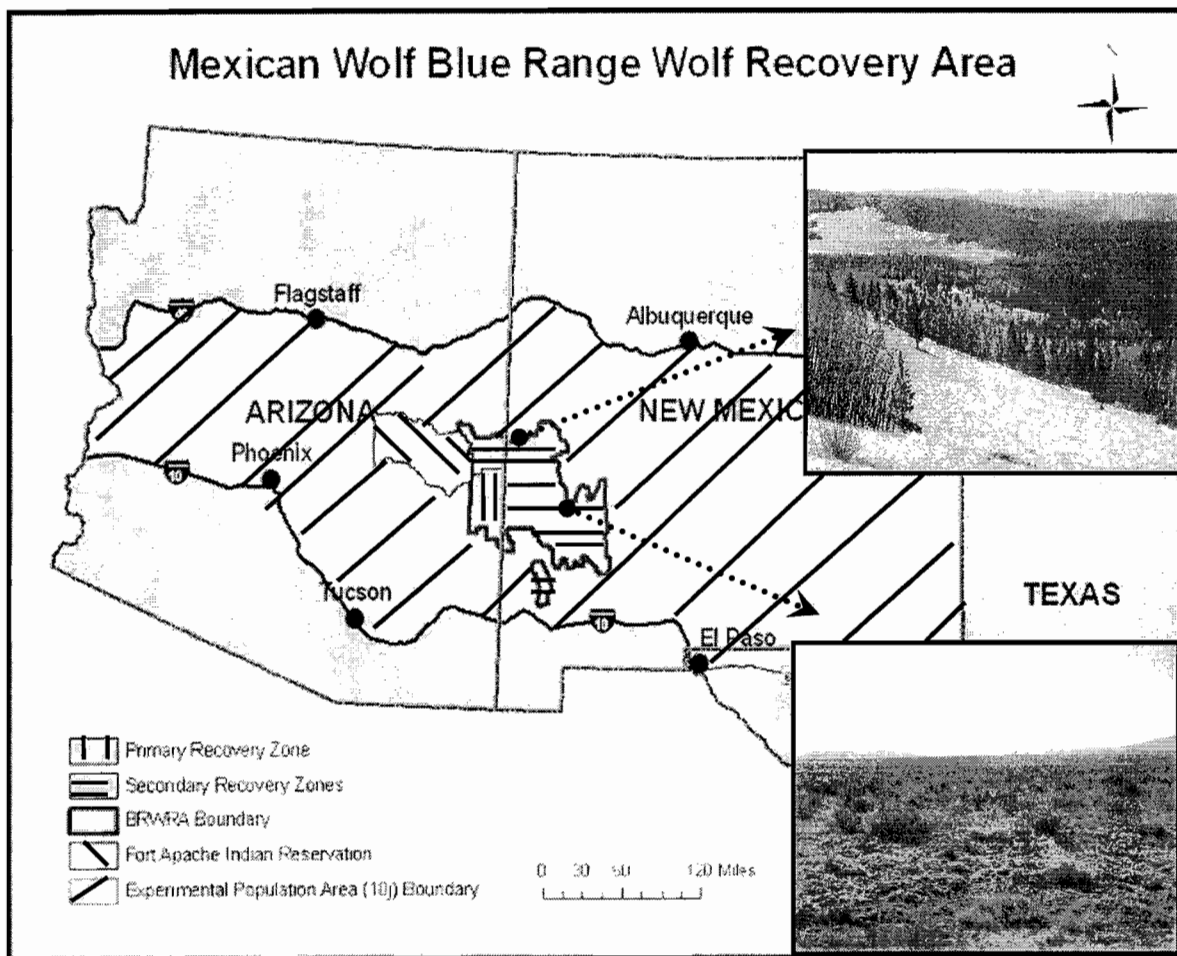 Mexican Wolf Blue Range Wolf Recovery Area
Flagstaff
Albuquerque
ARIZONA
NEW MEXIC
Phoenix
10
Tucson
10
El Paso
TEXAS
Primary Recovery Zone
Secondary Recovery Zones
BRWRA Boundary
Fort Apache Indian Reservation
Experimental Population Area (10j) Boundary
0 30 60 120 Miles